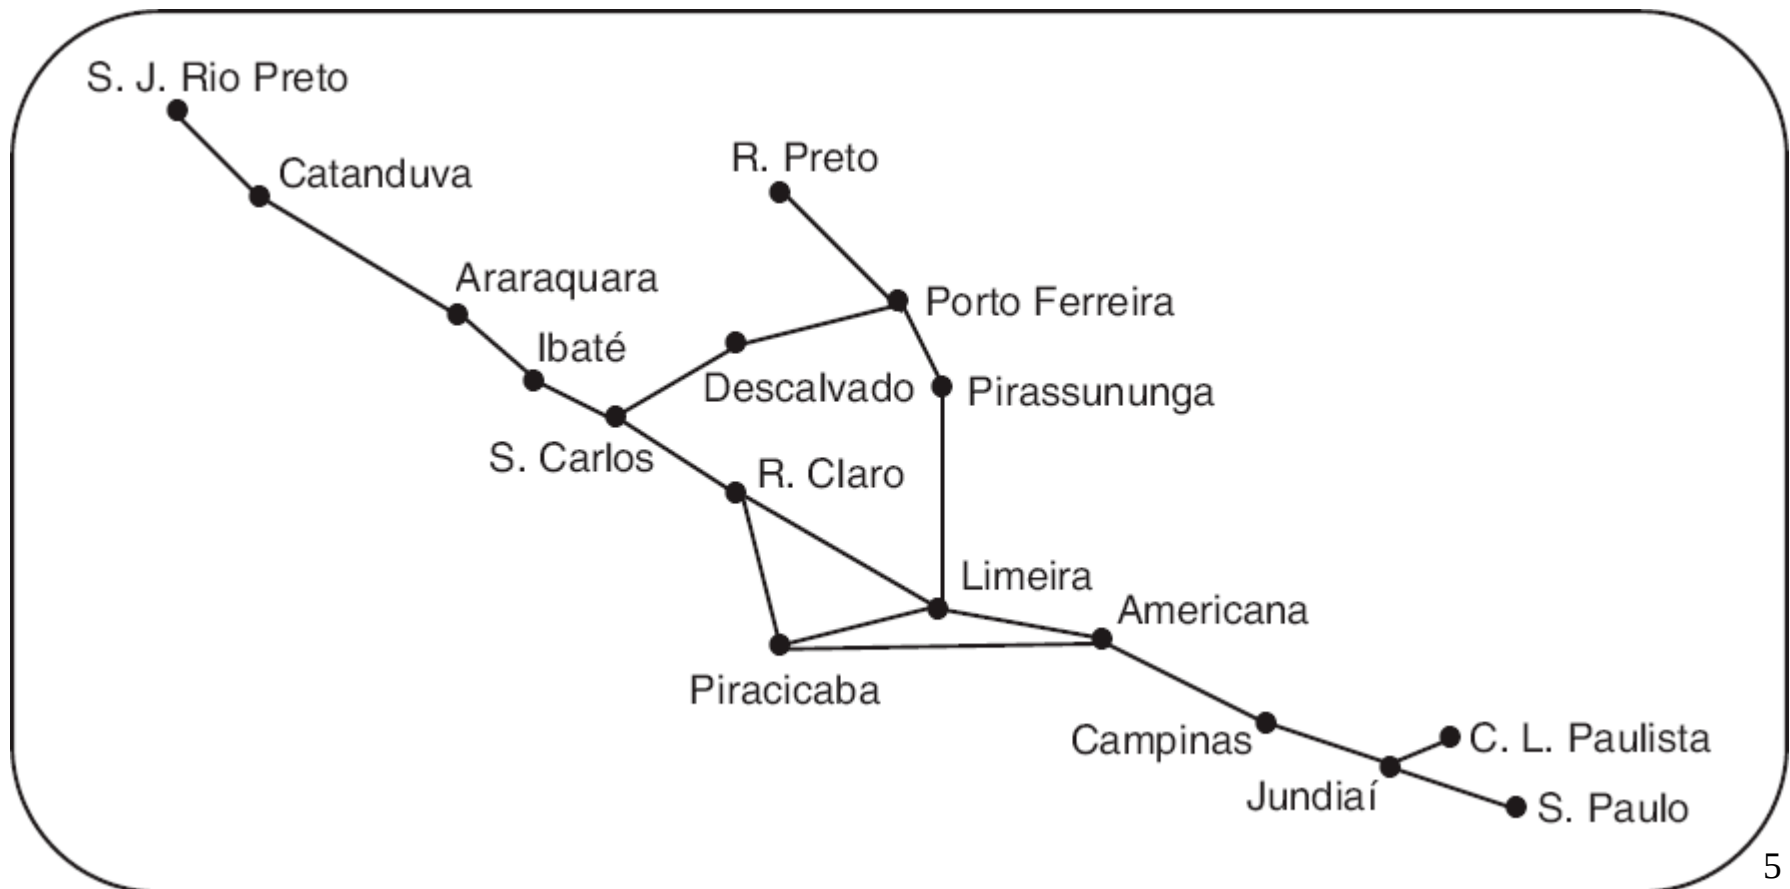 S. J. Rio Preto
R. Preto
Catanduva
Araraquara
Porto Ferreira
Ibaté
Descalvado
Pirassununga
S. Carlos
R. Claro
Limeira
Americana
Piracicaba
Campinas
C. L. Paulista
Jundiaí
S. Paulo
5